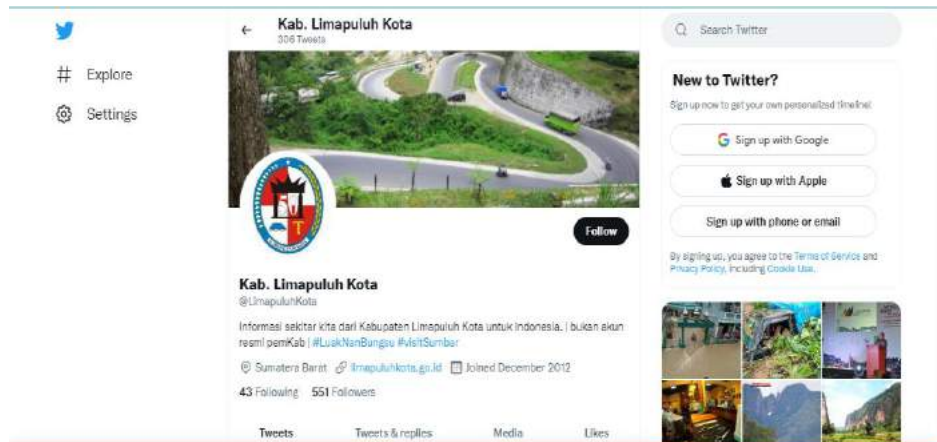 Kab. Limapuluh Kota
306 Tweets
Explore
Settings
Follow
Kab. Limapuluh Kota
@LimapuluhKota
Informasi sekitar kita dari Kabupaten Limapuluh Kota untuk Indonesia. | bukan akun
resmi pemKab | #LuakNanBungsu #visitSumbar
Sumatera Barat limapuluhkota.go.id Joined December 2012
43 Following 551 Followers
Tweets Tweets & replies Media Likes
Search Twitter
New to Twitter?
Sign up now to get your own personalized timeline!
Sign up with Google
Sign up with Apple
Sign up with phone or email
By signing up, you agree to the Terms of Service and
Privacy Policy, including Cookie Use.